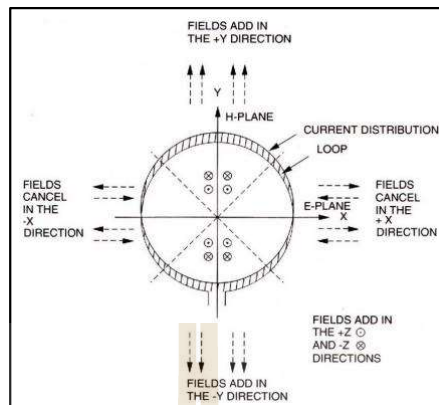 FIELDS ADD IN
THE +Y DIRECTION
Y
H-PLANE
CURRENT DISTRIBUTION
LOOP
FIELDS
CANCEL
IN THE
-X
DIRECTION
E-PLANE
X
FIELDS
CANCEL
IN THE
+ X
DIRECTION
FIELDS ADD IN
THE +Z ⊙
AND -Z ⊗
DIRECTIONS
FIELDS ADD IN
THE -Y DIRECTION